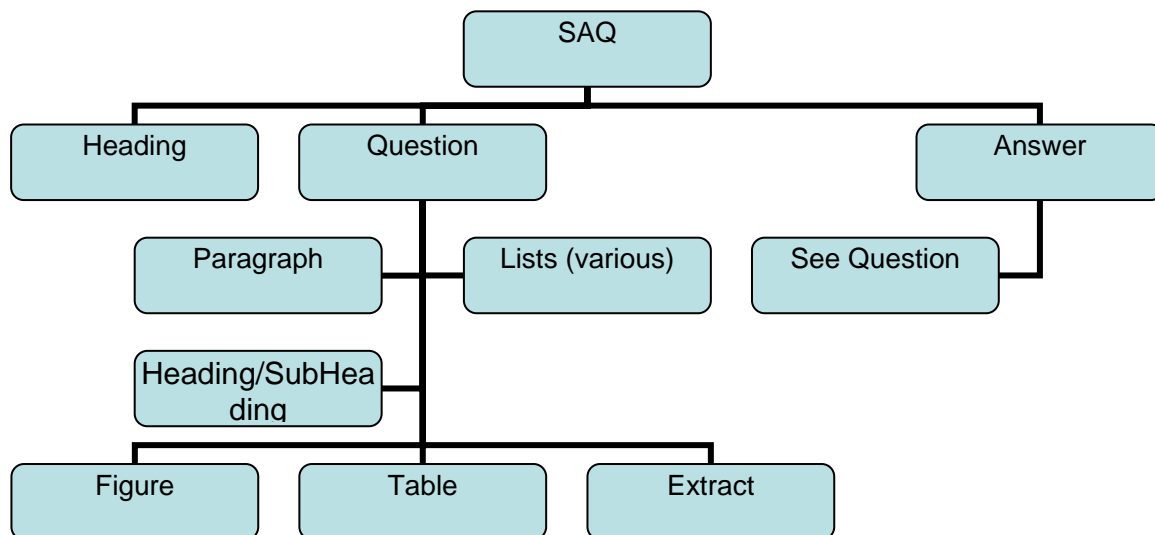 SAQ
Heading
Question
Answer
Paragraph
Lists (various)
See Question
Heading/SubHea
ding
Figure
Table
Extract